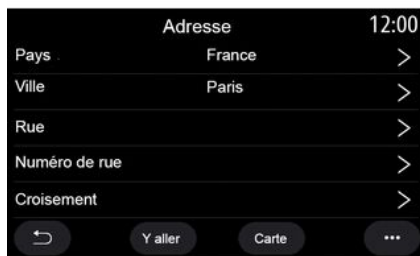 Adresse 12:00
Pays France
Ville Paris
Rue
Numéro de rue
Croisement
Y aller Carte